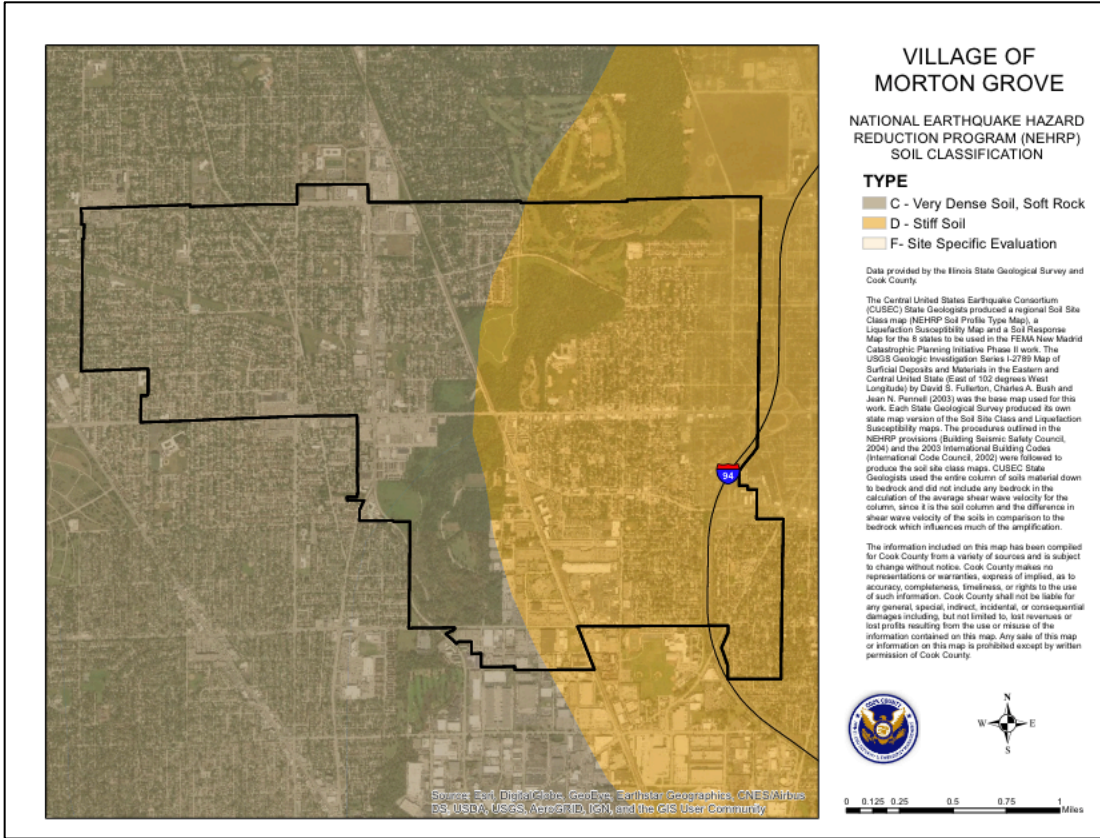 VILLAGE OF
MORTON GROVE
NATIONAL EARTHQUAKE HAZARD
REDUCTION PROGRAM (NEHRP)
SOIL CLASSIFICATION
TYPE
C - Very Dense Soil, Soft Rock
D - Stiff Soil
F- Site Specific Evaluation
Data provided by the Illinois State Geological Survey and
Cook County.
The Central United States Earthquake Consortium
(CUSEC) State Geologists produced a regional Soil Site
Class map (NEHRP Soil Profile Type Map), a
Liquefaction Susceptibility Map and a Soil Response
Map for the 8 states to be used in the FEMA New Madrid
Catastrophic Planning Initiative Phase II work. The
USGS Geologic Investigation Series I-2789 Map of
Surficial Deposits and Materials in the Eastern and
Central United State (East of 102 degrees West
Longitude) by David S. Fullerton, Charles A. Bush and
Jean N. Pennell (2003) was the base map used for this
work. Each State Geological Survey produced its own
state map version of the Soil Site Class and Liquefaction
Susceptibility maps. The procedures outlined in the
NEHRP provisions (Building Seismic Safety Council,
2004) and the 2003 International Building Codes
(International Code Council, 2002) were followed to
produce the soil site class maps. CUSEC State
Geologists used the entire column of soils material down
to bedrock and did not include any bedrock in the
calculation of the average shear wave velocity for the
column, since it is the soil column and the difference in
shear wave velocity of the soils in comparison to the
bedrock which influences much of the amplification.
The information included on this map has been compiled
for Cook County from a variety of sources and is subject
to change without notice. Cook County makes no
representations or warranties, express of implied, as to
accuracy, completeness, timeliness, or rights to the use
of such information. Cook County shall not be liable for
any general, special, indirect, incidental, or consequential
damages including, but not limited to, lost revenues or
lost profits resulting from the use or misuse of the
information contained on this map. Any sale of this map
or information on this map is prohibited except by written
permission of Cook County.
94
COOK COUNTY
N
W E
S
0 0.125 0.25 0.5 0.75 1
Miles
Source: Esri, DigitalGlobe, GeoEye, Earthstar Geographics, CNES/Airbus
DS, USDA, USGS, AeroGRID, IGN, and the GIS User Community